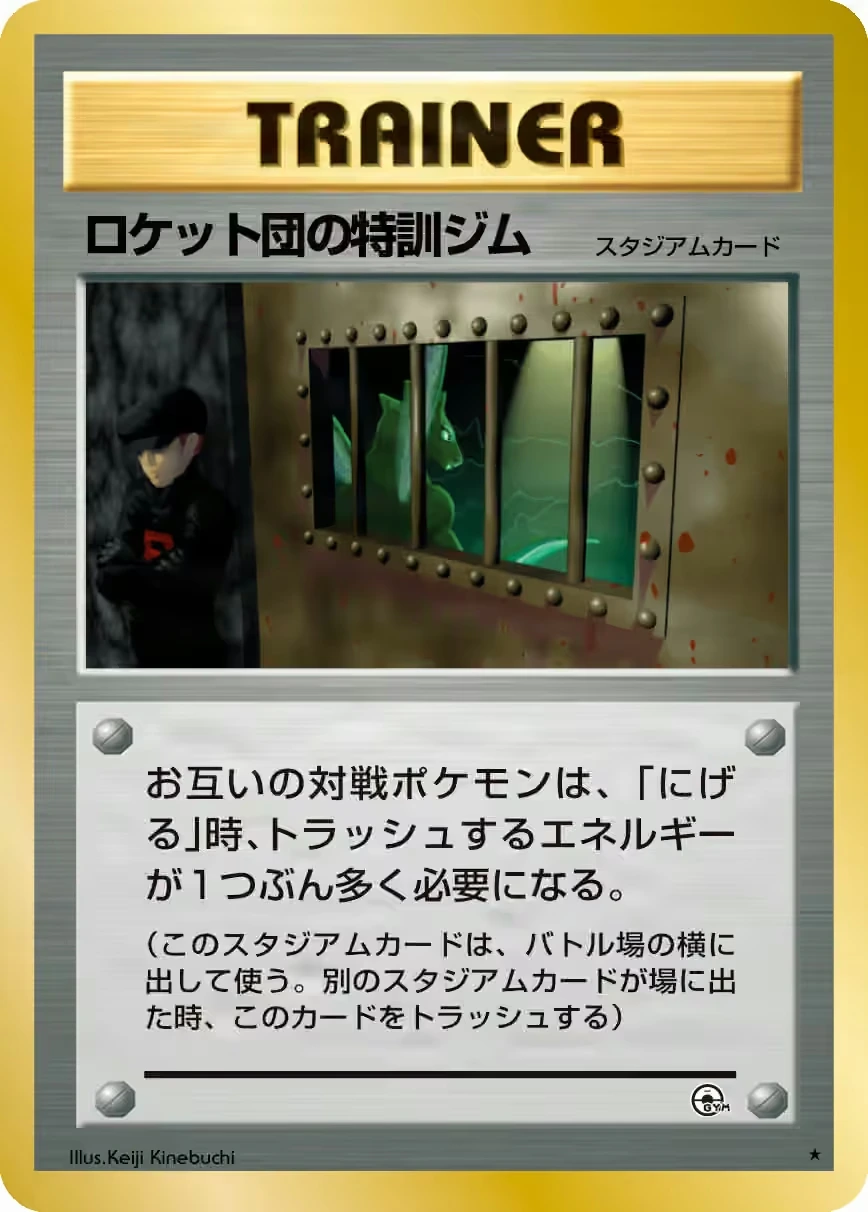 TRAINER
ロケット団の特訓ジム
スタジアムカード
お互いの対戦ポケモンは、「にげ
る」時、トラッシュするエネルギー
が1つぶん多く必要になる。
（このスタジアムカードは、バトル場の横に
出して使う。別のスタジアムカードが場に出
た時、このカードをトラッシュする）
GYM
Illus.Keiji Kinebuchi
★